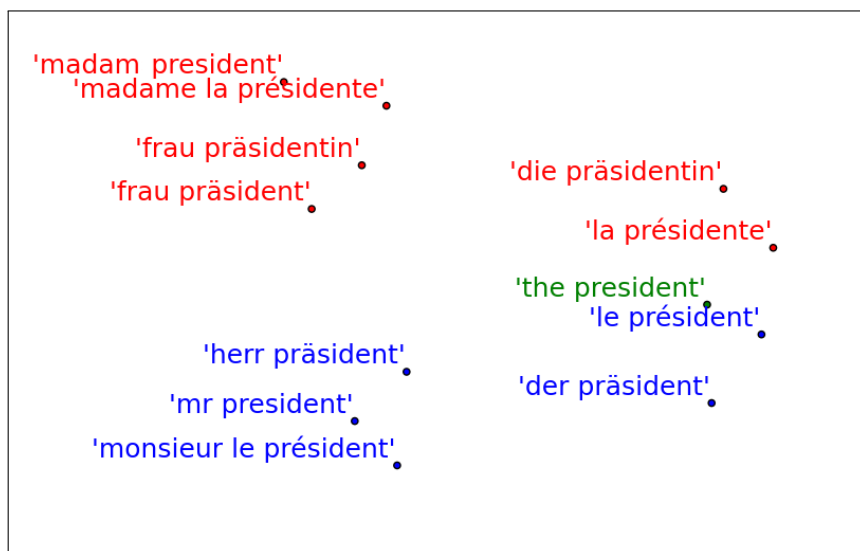 'madam president'
'madame la présidente'
'frau präsidentin'
'frau präsident'
'die präsidentin'
'la présidente'
'the president'
'le président'
'herr präsident'
'der präsident'
'mr president'
'monsieur le président'